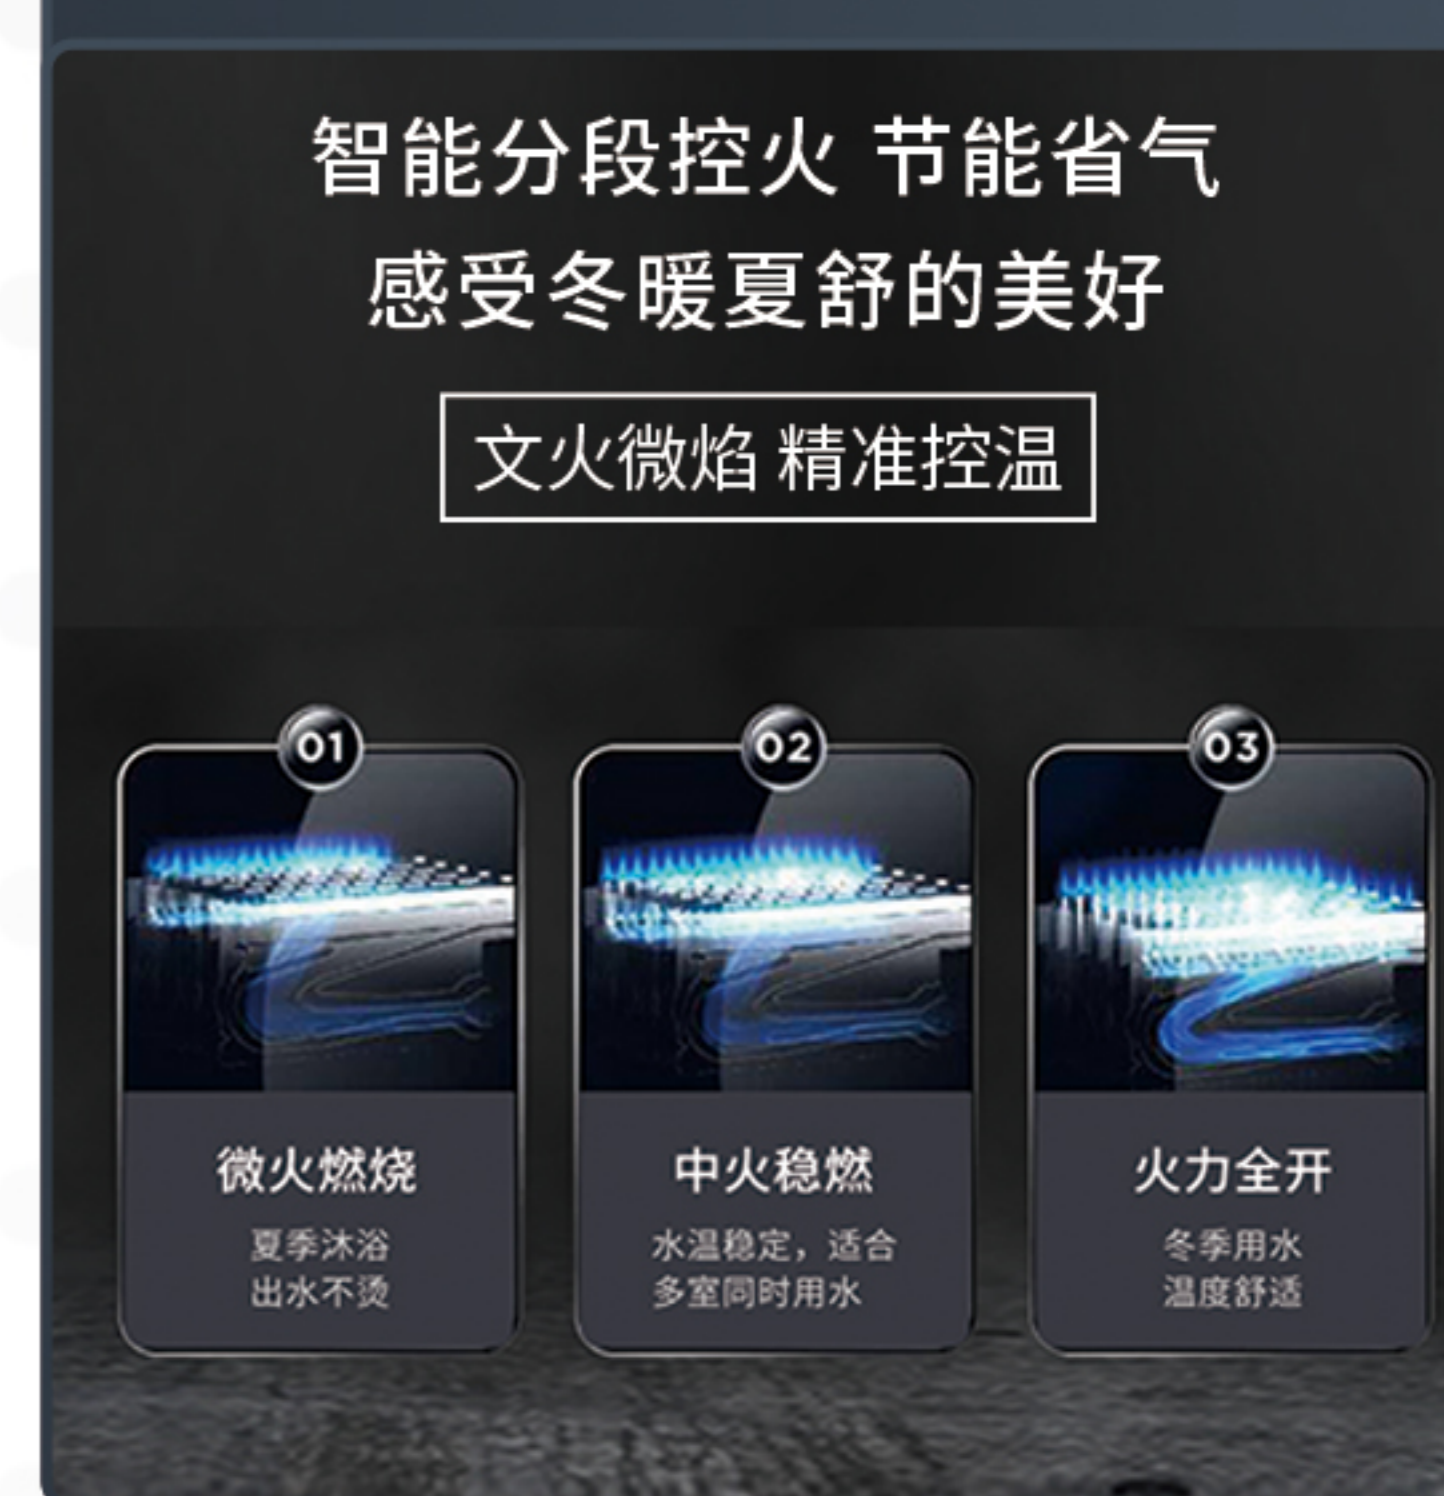 智能分段控火 节能省气
感受冬暖夏舒的美好
文火微焰 精准控温
01
微火燃烧
夏季沐浴
出水不烫
02
中火稳燃
水温稳定，适合
多室同时用水
03
火力全开
冬季用水
温度舒适